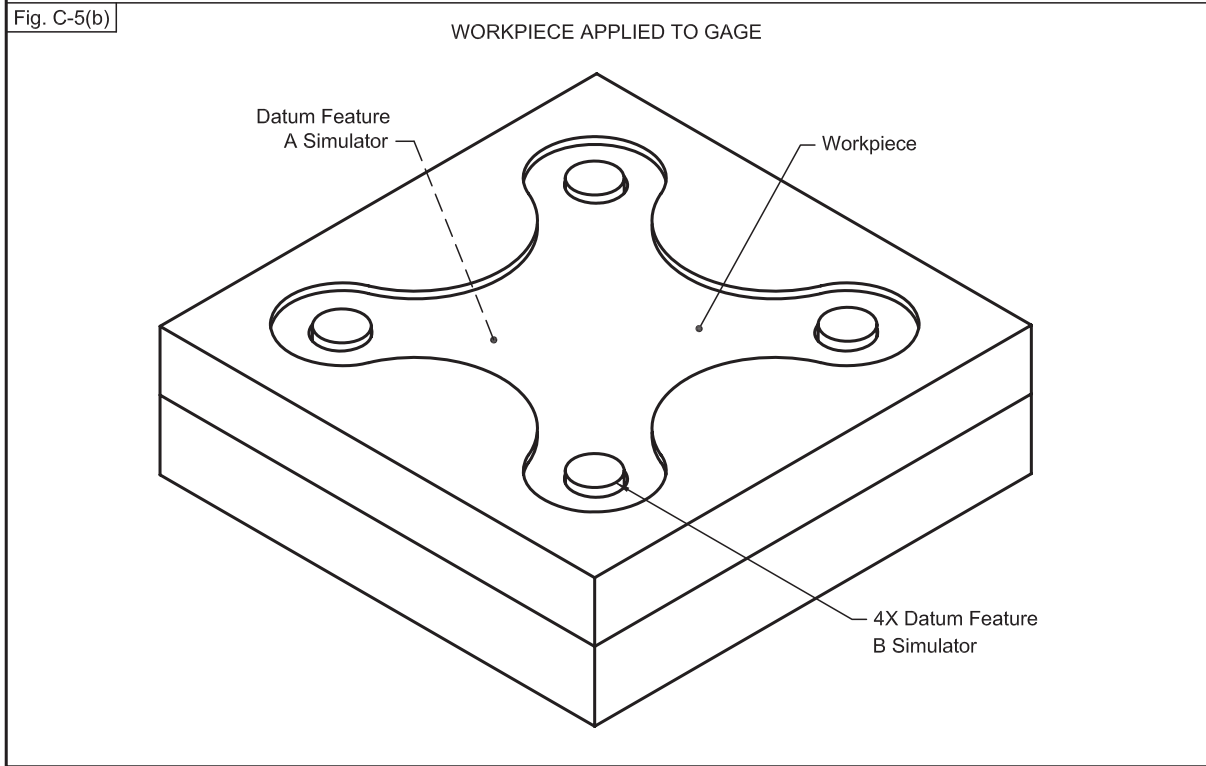 Fig. C-5(b)
WORKPIECE APPLIED TO GAGE
Datum Feature
A Simulator
Workpiece
4X Datum Feature
B Simulator